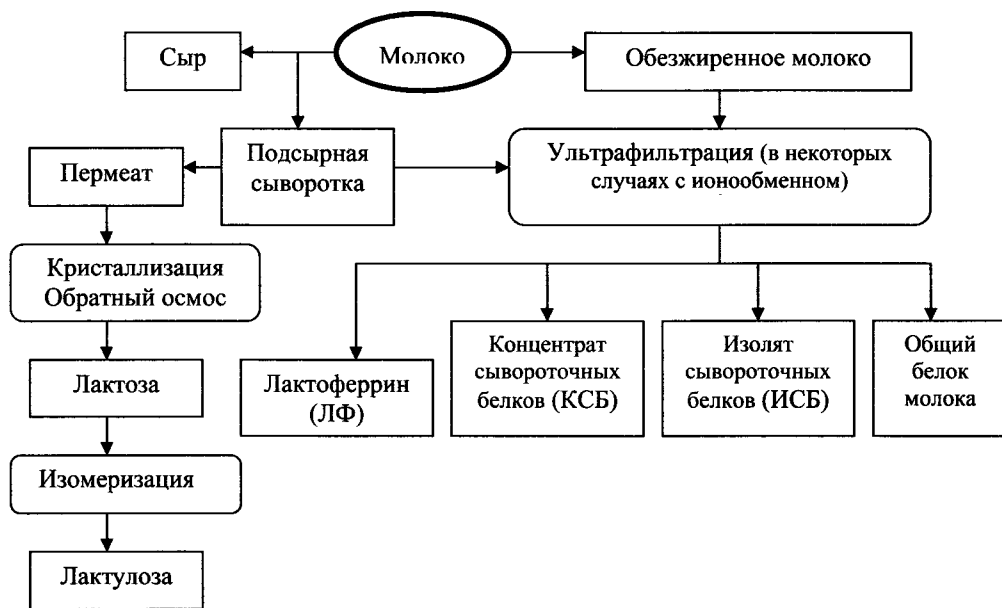 Сыр
Молоко
Обезжиренное молоко
Пермеат
Подсырная
сыворотка
Ультрафильтрация (в некоторых
случаях с ионообменном)
Кристаллизация
Обратный осмос
Лактоза
Лактоферрин
(ЛФ)
Концентрат
сывороточных
белков (КСБ)
Изолят
сывороточных
белков (ИСБ)
Общий
белок
молока
Изомеризация
Лактулоза